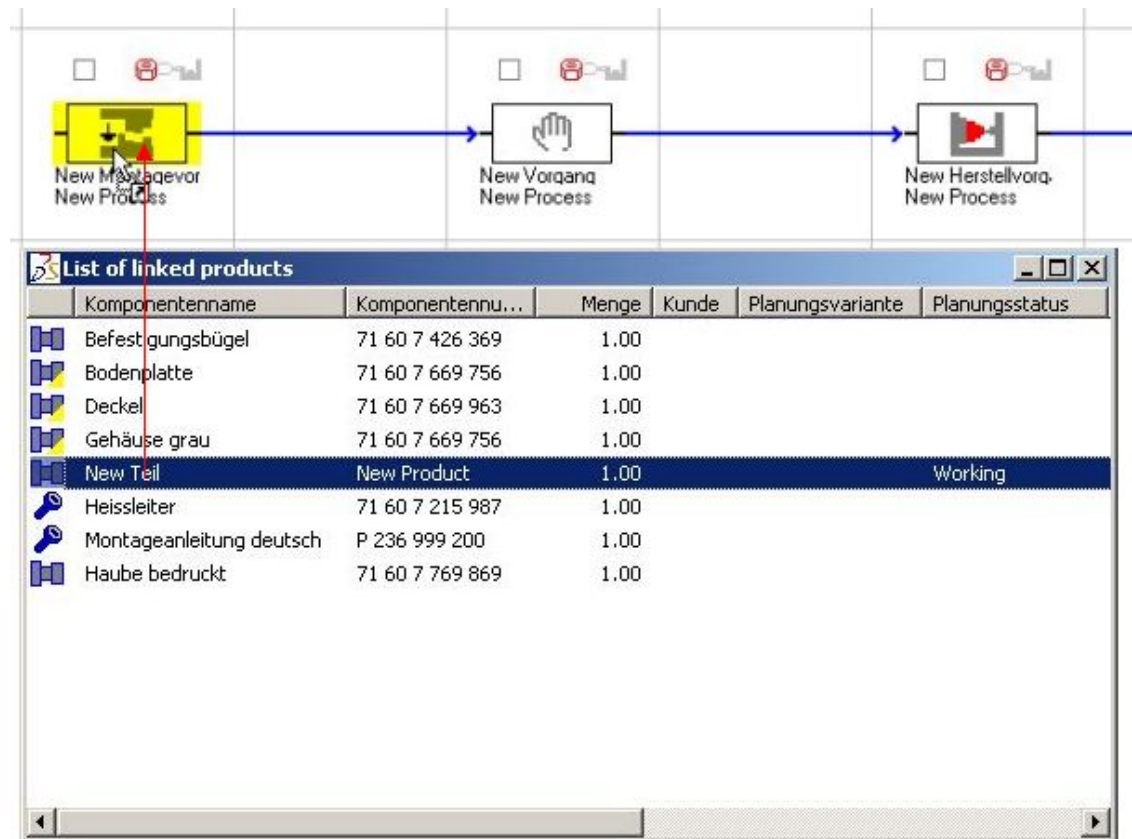 New Montagevor
New Process
New Vorgang
New Process
New Herstellvorg.
New Process
List of linked products
Komponentenname Komponentennu... Menge Kunde Planungsvariante Planungsstatus
Befestigungsbügel 71 60 7 426 369 1.00
Bodenplatte 71 60 7 669 756 1.00
Deckel 71 60 7 669 963 1.00
Gehäuse grau 71 60 7 669 756 1.00
New Teil New Product 1.00 Working
Heissleiter 71 60 7 215 987 1.00
Montageanleitung deutsch P 236 999 200 1.00
Haube bedruckt 71 60 7 769 869 1.00